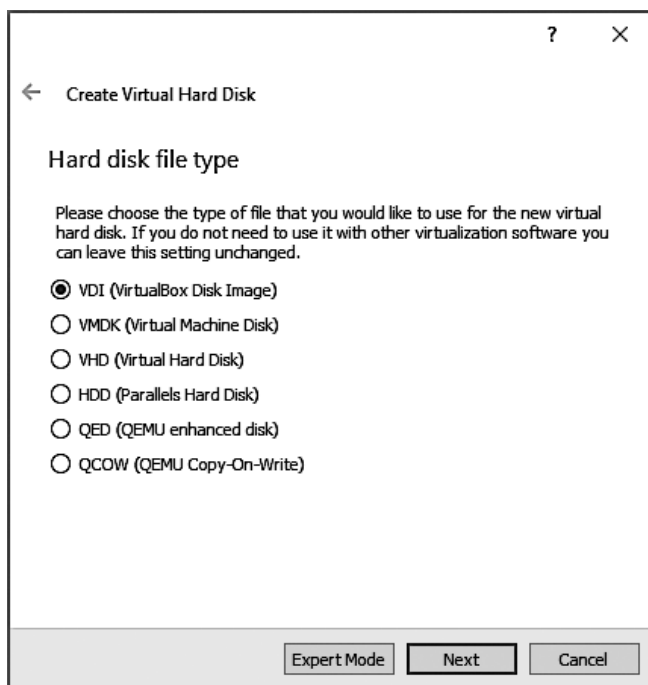 ?
Create Virtual Hard Disk
Hard disk file type
Please choose the type of file that you would like to use for the new virtual
hard disk. If you do not need to use it with other virtualization software you
can leave this setting unchanged.
VDI (VirtualBox Disk Image)
VMDK (Virtual Machine Disk)
VHD (Virtual Hard Disk)
HDD (Parallels Hard Disk)
QED (QEMU enhanced disk)
QCOW (QEMU Copy-On-Write)
Expert Mode Next Cancel